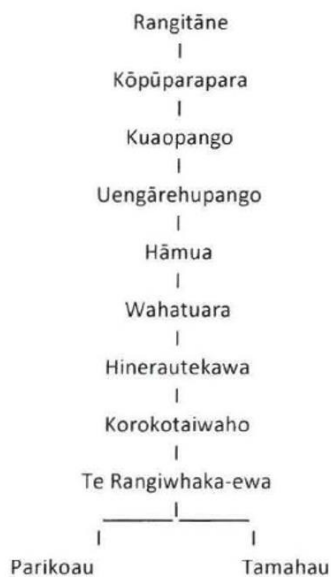 Rangitāne
Kōpūparapara
Kuaopango
Uengārehupango
Hāmua
Wahatuara
Hinerautekawa
Korokotaiwaho
Te Rangiwhaka-ewa
Parikoau Tamahau